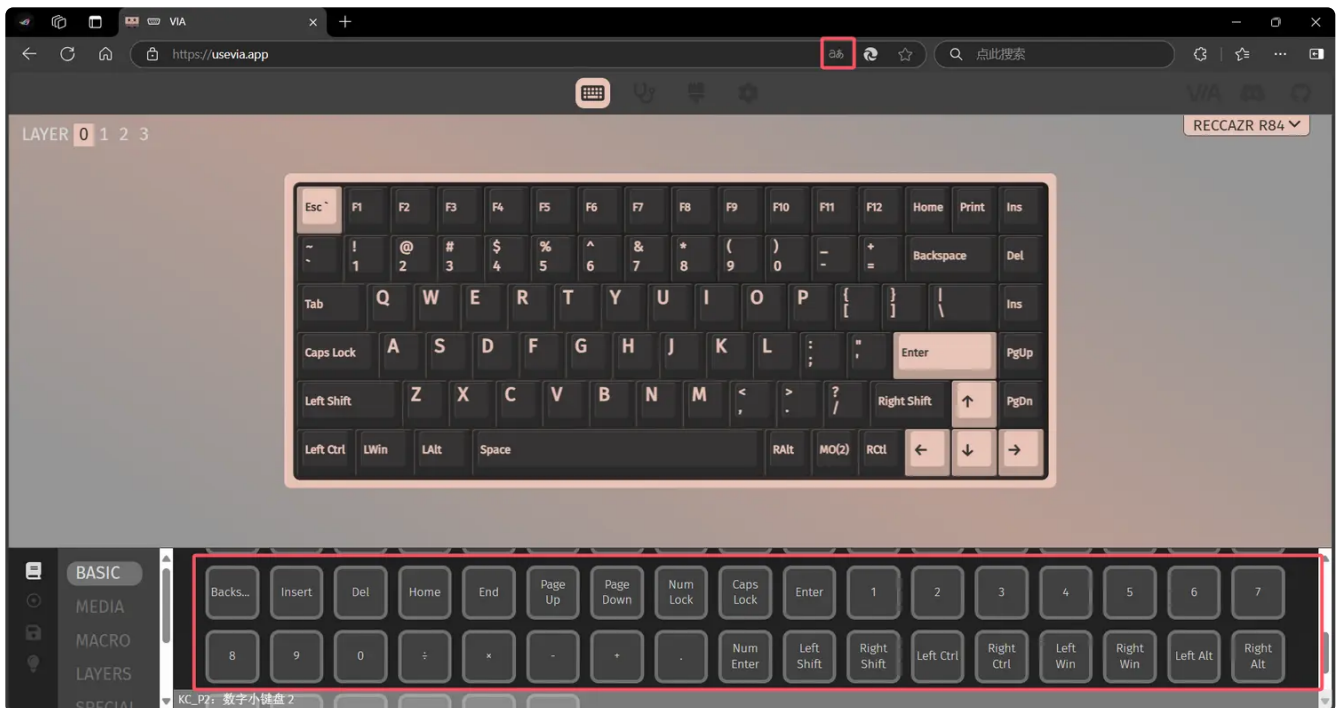 VIA
https://usevia.app
aあ
点此搜索
VIA
LAYER 0 1 2 3
RECCAZR R84
Esc ` F1 F2 F3 F4 F5 F6 F7 F8 F9 F10 F11 F12 Home Print Ins
~ ! @ # $ % ^ & * ( ) _ +
` 1 2 3 4 5 6 7 8 9 0 - = Backspace Del
Tab Q W E R T Y U I O P { } | Ins
[ ] \
Caps Lock A S D F G H J K L : " Enter PgUp
; '
Left Shift Z X C V B N M < > ? Right Shift ↑ PgDn
, . /
Left Ctrl LWin LAlt Space RAlt MO(2) RCtl ← ↓ →
BASIC
MEDIA
MACRO
LAYERS
SPECIAL
Backs... Insert Del Home End Page Up Page Down Num Lock Caps Lock Enter 1 2 3 4 5 6 7
8 9 0 ÷ × - + . Num Enter Left Shift Right Shift Left Ctrl Right Ctrl Left Win Right Win Left Alt Right Alt
KC_P2: 数字小键盘 2